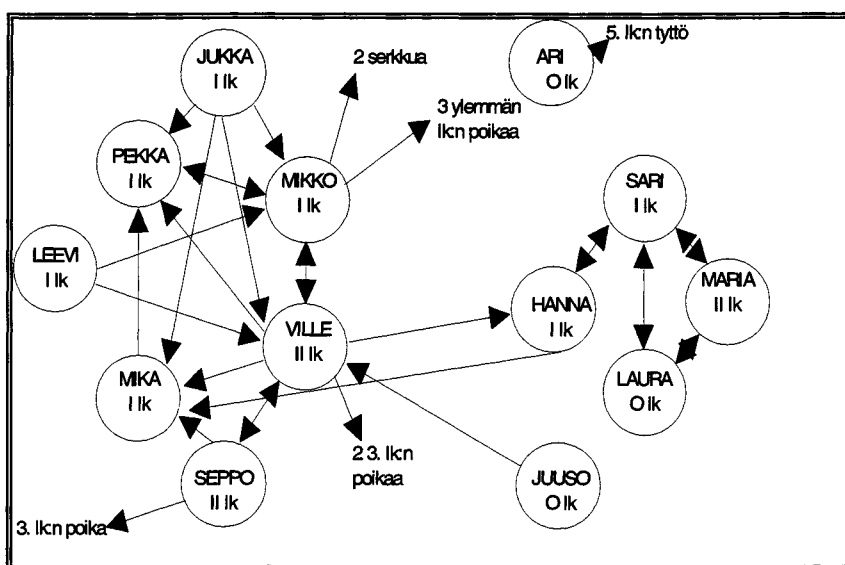 JUKKA
I lk
2 serkkua
ARI
O lk
5. lk:n tyttö
3 ylemmän
lk:n poikaa
PEKKA
I lk
MIKKO
I lk
SARI
I lk
LEEVI
I lk
HANNA
I lk
MARIA
II lk
VILLE
II lk
MIKA
I lk
LAURA
O lk
2 3. lk:n
poikaa
SEPPO
II lk
JUUSO
O lk
3. lk:n poika